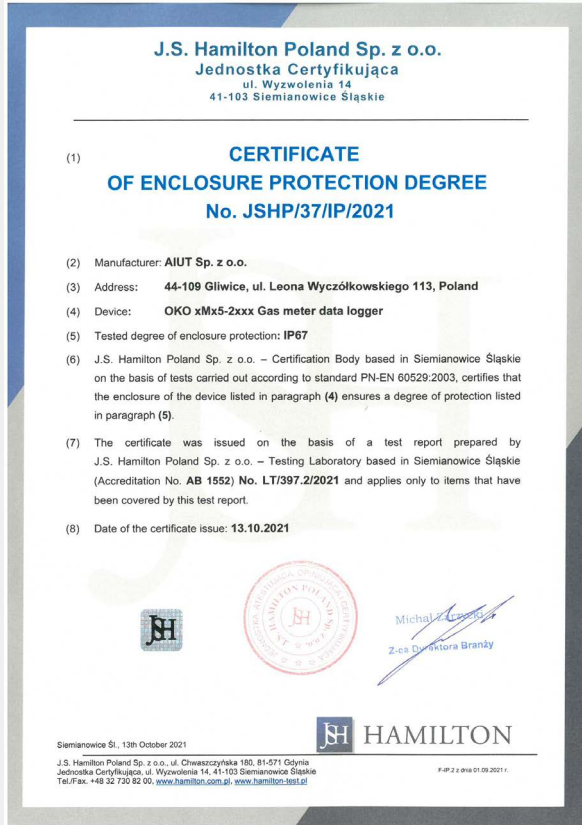 J.S. Hamilton Poland Sp. z o.o.
Jednostka Certyfikująca
ul. Wyzwolenia 14
41-103 Siemianowice Śląskie
(1) CERTIFICATE
OF ENCLOSURE PROTECTION DEGREE
No. JSHP/37/IP/2021
(2) Manufacturer: AIUT Sp. z o.o.
(3) Address: 44-109 Gliwice, ul. Leona Wyczółkowskiego 113, Poland
(4) Device: OKO xMx5-2xxx Gas meter data logger
(5) Tested degree of enclosure protection: IP67
(6) J.S. Hamilton Poland Sp. z o.o. – Certification Body based in Siemianowice Śląskie
on the basis of tests carried out according to standard PN-EN 60529:2003, certifies that
the enclosure of the device listed in paragraph (4) ensures a degree of protection listed
in paragraph (5).
(7) The certificate was issued on the basis of a test report prepared by
J.S. Hamilton Poland Sp. z o.o. – Testing Laboratory based in Siemianowice Śląskie
(Accreditation No. AB 1552) No. LT/397.2/2021 and applies only to items that have
been covered by this test report.
(8) Date of the certificate issue: 13.10.2021
JSH
HAMILTON POLAND
JSH
Michał
Z-ca Dyrektora Branży
JSH HAMILTON
Siemianowice Śl., 13th October 2021
J.S. Hamilton Poland Sp. z o.o., ul. Chwaszczyńska 180, 81-571 Gdynia
Jednostka Certyfikująca, ul. Wyzwolenia 14, 41-103 Siemianowice Śląskie
Tel./Fax. +48 32 730 82 00, www.hamilton.com.pl, www.hamilton-test.pl
F-IP.2 z dnia 01.09.2021 r.